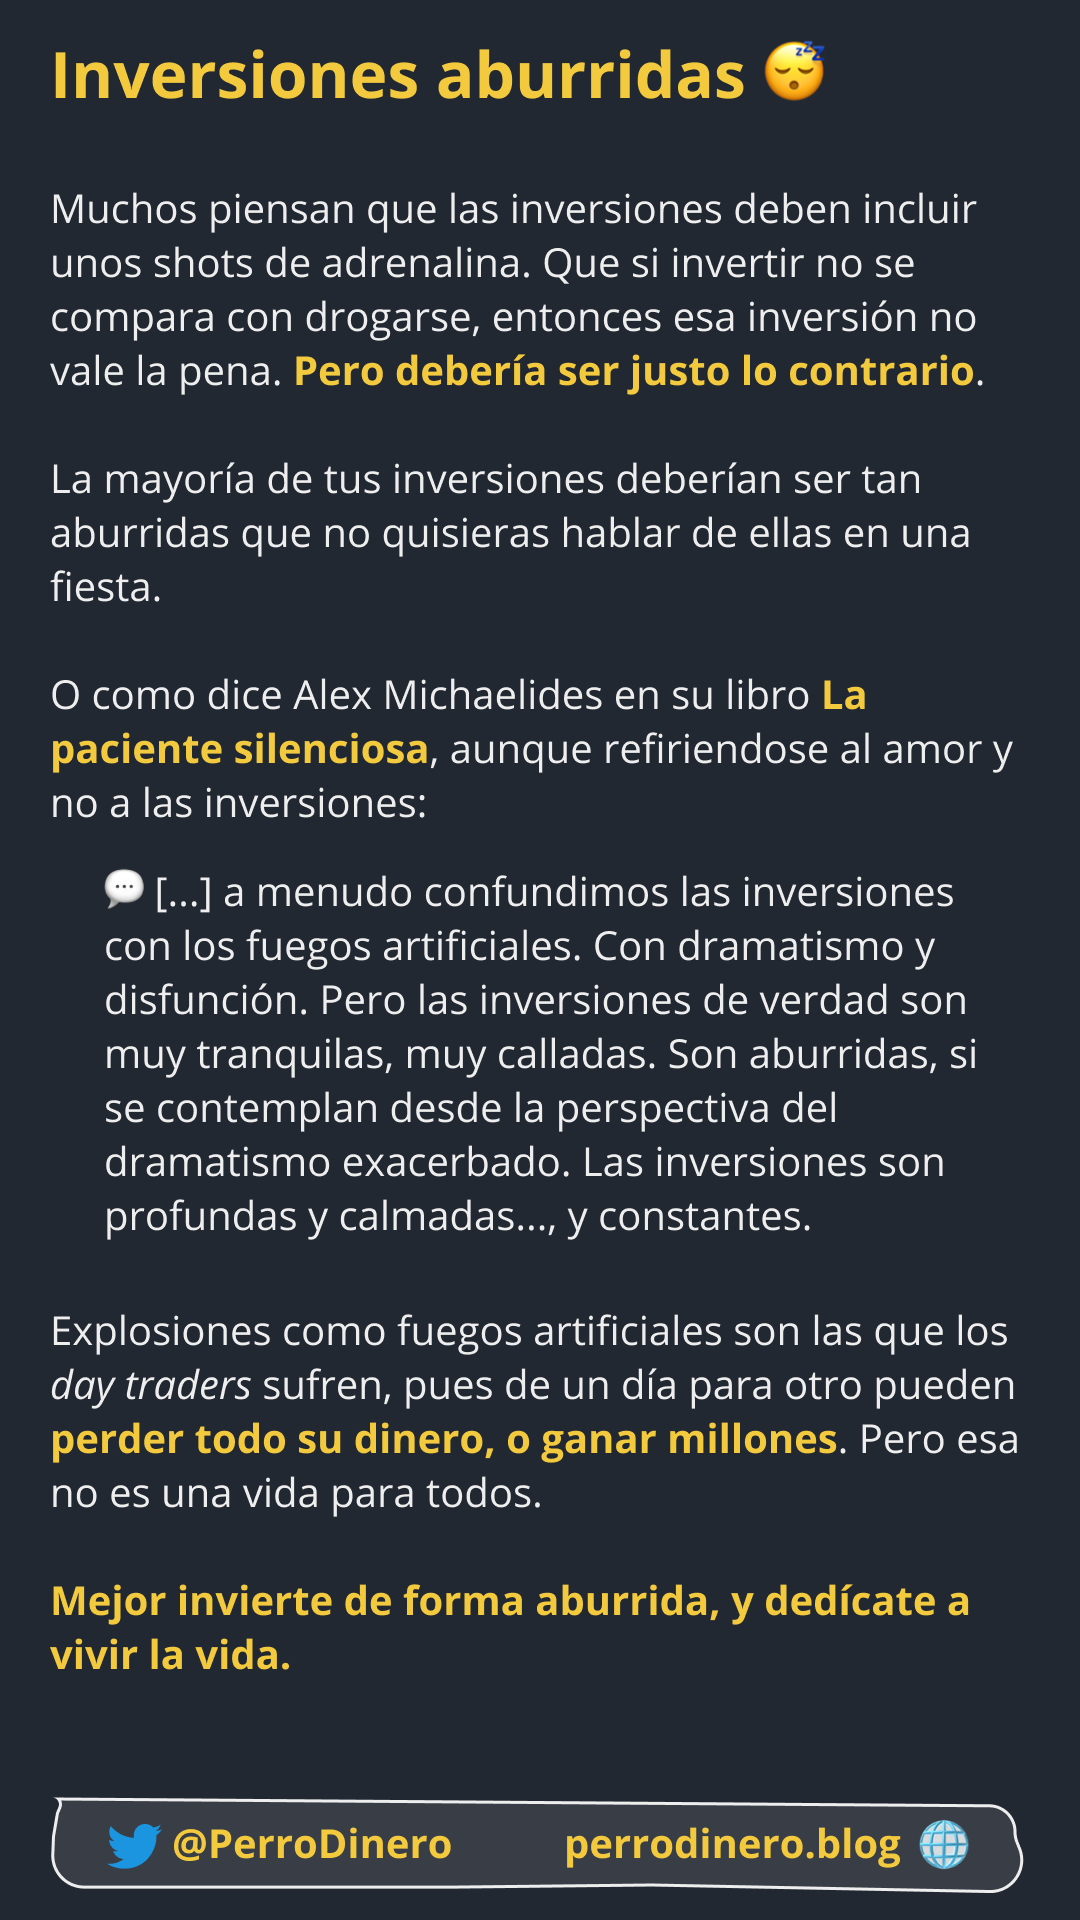 Inversiones aburridas 😴
Muchos piensan que las inversiones deben incluir
unos shots de adrenalina. Que si invertir no se
compara con drogarse, entonces esa inversión no
vale la pena. Pero debería ser justo lo contrario.
La mayoría de tus inversiones deberían ser tan
aburridas que no quisieras hablar de ellas en una
fiesta.
O como dice Alex Michaelides en su libro La
paciente silenciosa, aunque refiriendose al amor y
no a las inversiones:
💬 [...] a menudo confundimos las inversiones
con los fuegos artificiales. Con dramatismo y
disfunción. Pero las inversiones de verdad son
muy tranquilas, muy calladas. Son aburridas, si
se contemplan desde la perspectiva del
dramatismo exacerbado. Las inversiones son
profundas y calmadas..., y constantes.
Explosiones como fuegos artificiales son las que los
day traders sufren, pues de un día para otro pueden
perder todo su dinero, o ganar millones. Pero esa
no es una vida para todos.
Mejor invierte de forma aburrida, y dedícate a
vivir la vida.
@PerroDinero perrodinero.blog 🌐